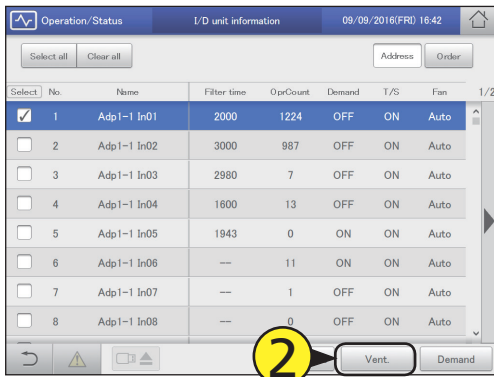 Operation/Status I/D unit information 09/09/2016(FRI) 16:42
Select all Clear all Address Order
Select No. Name Filter time OprCount Demand T/S Fan 1/2
1 Adp1-1 In01 2000 1224 OFF ON Auto
2 Adp1-1 In02 3000 987 OFF ON Auto
3 Adp1-1 In03 2980 7 OFF ON Auto
4 Adp1-1 In04 1600 13 OFF ON Auto
5 Adp1-1 In05 1943 0 ON ON Auto
6 Adp1-1 In06 -- 11 ON ON Auto
7 Adp1-1 In07 -- 1 OFF ON Auto
8 Adp1-1 In08 -- 0 OFF ON Auto
2 Vent. Demand